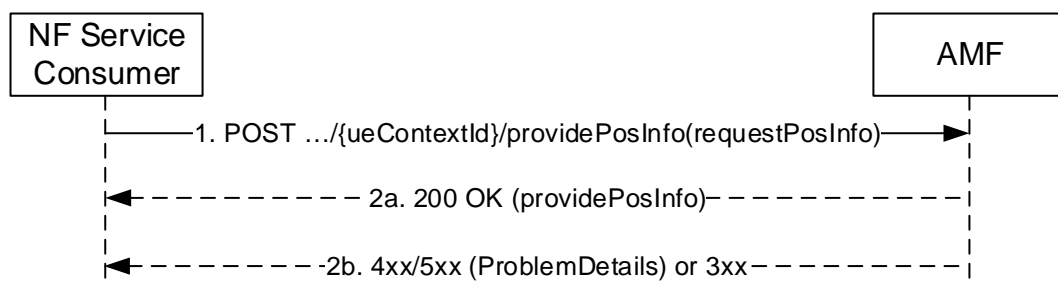 NF Service
Consumer
AMF
1. POST …/{ueContextId}/providePosInfo(requestPosInfo)
2a. 200 OK (providePosInfo)
2b. 4xx/5xx (ProblemDetails) or 3xx